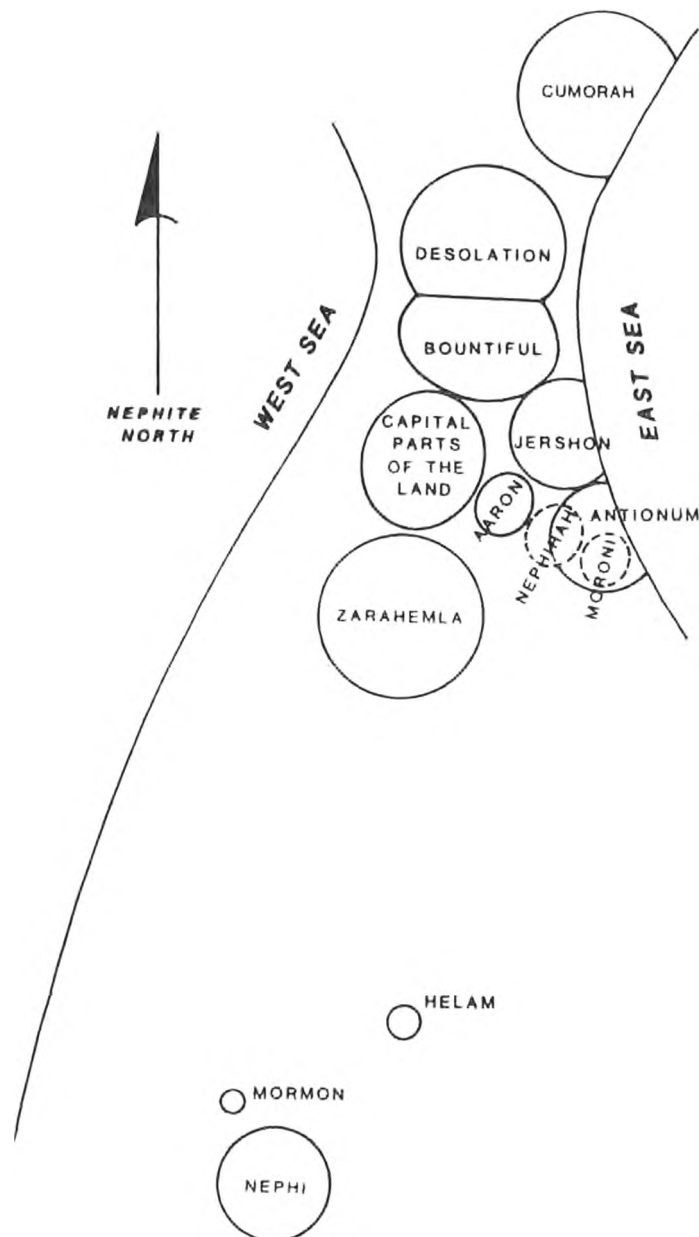 CUMORAH
DESOLATION
BOUNTIFUL
WEST SEA
EAST SEA
NEPHITE
NORTH
CAPITAL
PARTS
OF THE
LAND
JERSHON
AARON
ANTIONUM
NEPHIHAH
MORONI
ZARAHEMLA
HELAM
MORMON
NEPHI